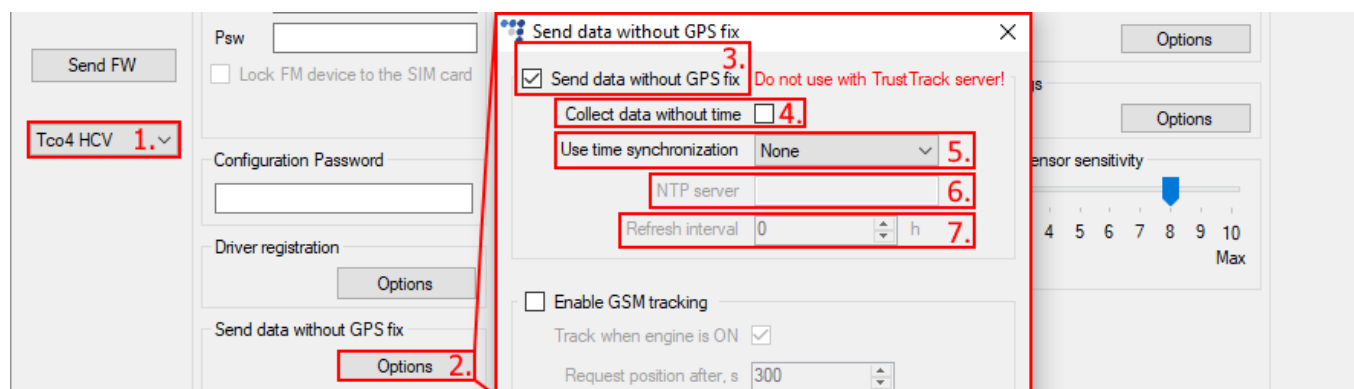 Send FW
Tco4 HCV 1.
Psw
Lock FM device to the SIM card
Configuration Password
Driver registration
Options
Send data without GPS fix
Options 2.
Send data without GPS fix
3.
Send data without GPS fix Do not use with TrustTrack server!
Collect data without time 4.
Use time synchronization None 5.
NTP server 6.
Refresh interval 0 h 7.
Enable GSM tracking
Track when engine is ON
Request position after, s 300
Options
gs
Options
ensor sensitivity
4 5 6 7 8 9 10
Max